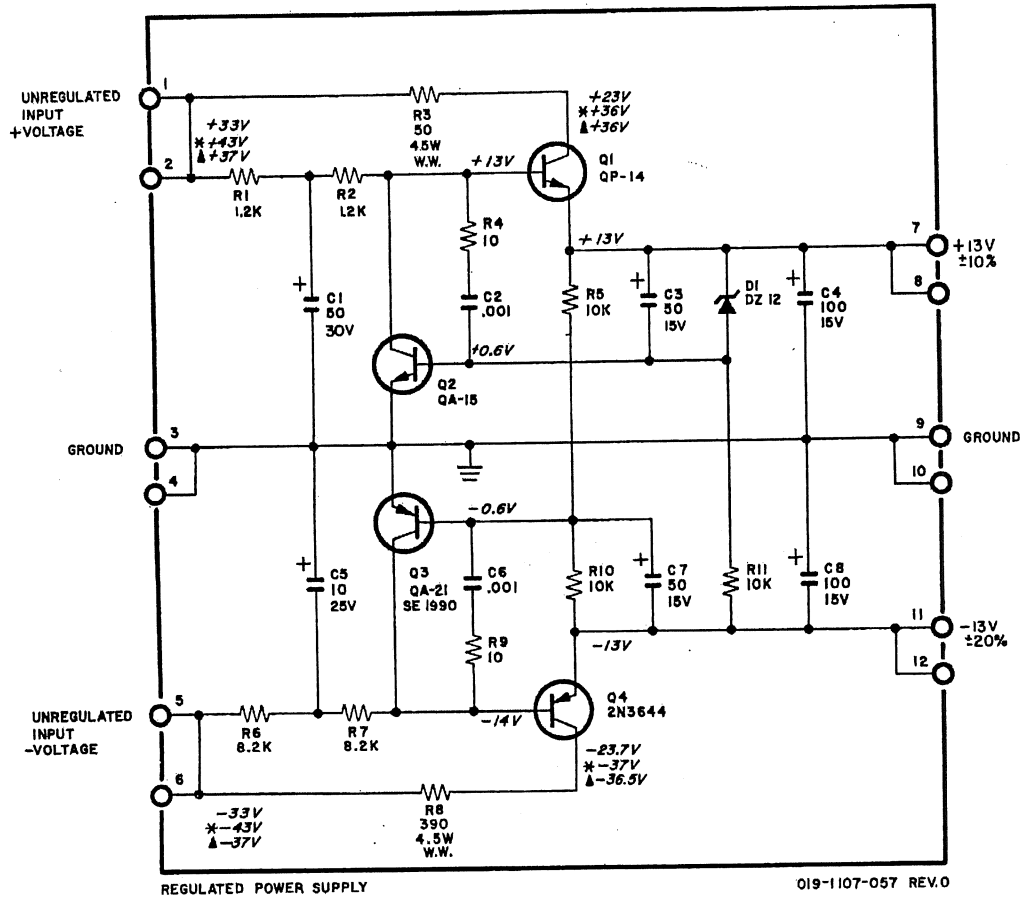 1
UNREGULATED
INPUT
+VOLTAGE
+33V
*+43V
▲+37V
2
R3
50
4.5W
W.W.
+23V
*+36V
▲+36V
R1
1.2K
R2
1.2K
+13V
Q1
QP-14
R4
10
+13V
7
+13V
±10%
8
+
C1
50
30V
C2
.001
R5
10K
+
C3
50
15V
D1
DZ 12
+
C4
100
15V
+0.6V
Q2
QA-15
GROUND
3
4
9
GROUND
10
-0.6V
+
C5
10
25V
Q3
QA-21
SE 1990
C6
.001
R10
10K
+
C7
50
15V
R11
10K
+
C8
100
15V
R9
10
11
-13V
±20%
-13V
12
5
UNREGULATED
INPUT
-VOLTAGE
R6
8.2K
R7
8.2K
-14V
Q4
2N3644
6
-23.7V
*-37V
▲-36.5V
-33V
*-43V
▲-37V
R8
390
4.5W
W.W.
REGULATED POWER SUPPLY
019-1107-057 REV.0